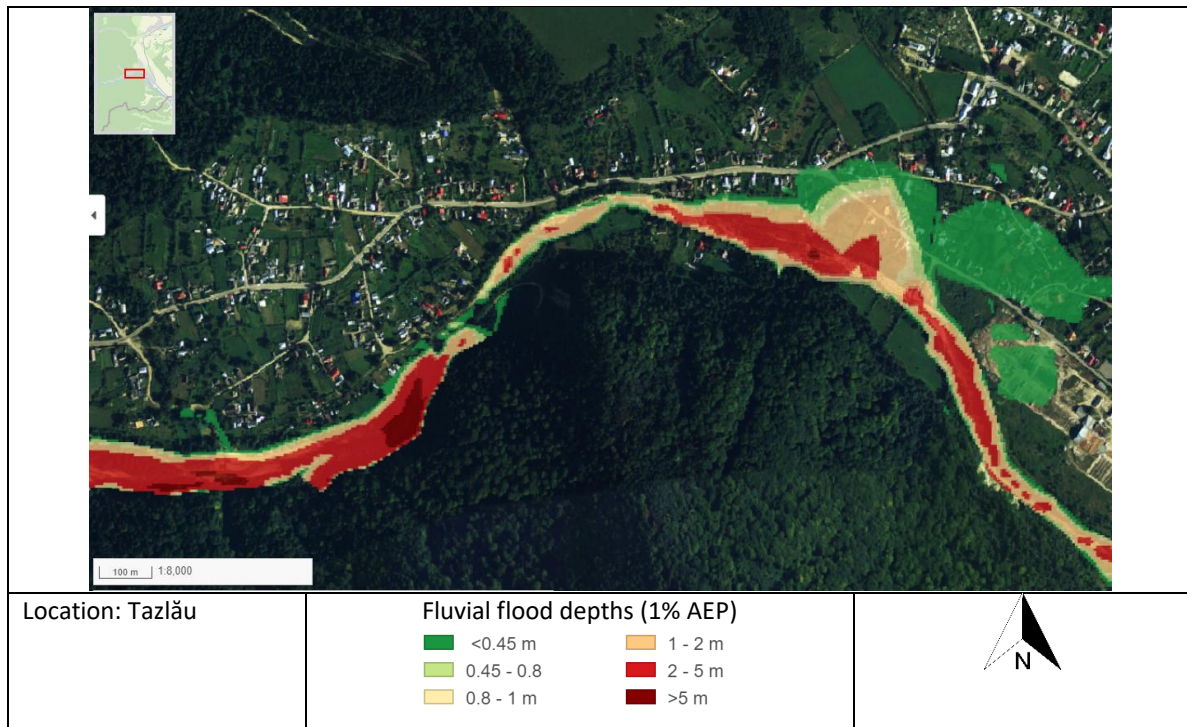 100 m 1:8,000
Location: Tazlău
Fluvial flood depths (1% AEP)
<0.45 m
0.45 - 0.8
0.8 - 1 m
1 - 2 m
2 - 5 m
>5 m
N